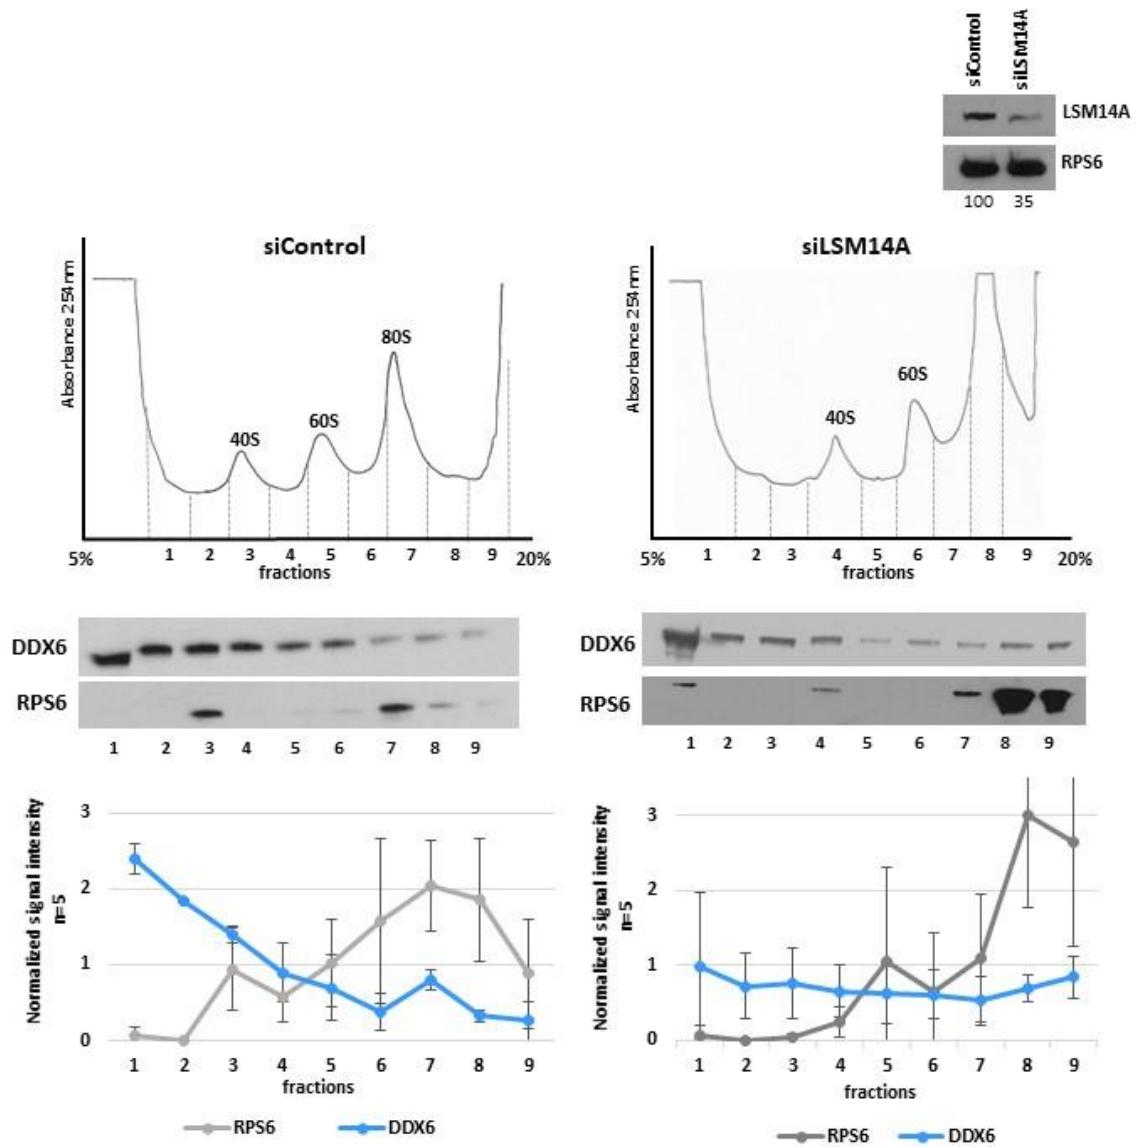 siControl
siLSM14A
LSM14A
RPS6
100 35
siControl
Absorbance 254nm
40S
60S
80S
5% 1 2 3 4 5 6 7 8 9 20%
fractions
siLSM14A
Absorbance 254nm
40S
60S
5% 1 2 3 4 5 6 7 8 9 20%
fractions
DDX6
RPS6
1 2 3 4 5 6 7 8 9
DDX6
RPS6
1 2 3 4 5 6 7 8 9
Normalized signal intensity
n=5
3
2
1
0
1 2 3 4 5 6 7 8 9
fractions
RPS6 DDX6
Normalized signal intensity
n=5
3
2
1
0
1 2 3 4 5 6 7 8 9
fractions
RPS6 DDX6